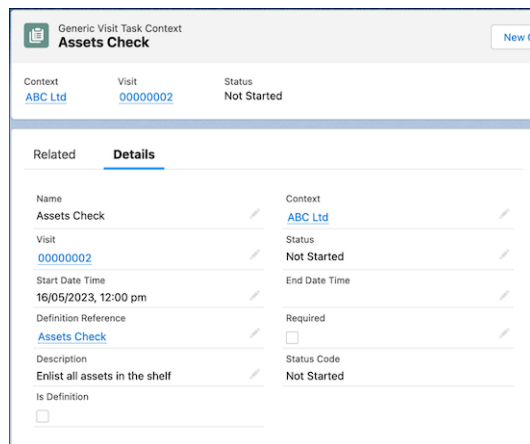 Generic Visit Task Context
Assets Check
New
Context Visit Status
ABC Ltd 00000002 Not Started
Related Details
Name Context
Assets Check ABC Ltd
Visit Status
00000002 Not Started
Start Date Time End Date Time
16/05/2023, 12:00 pm
Definition Reference Required
Assets Check
Description Status Code
Enlist all assets in the shelf Not Started
Is Definition